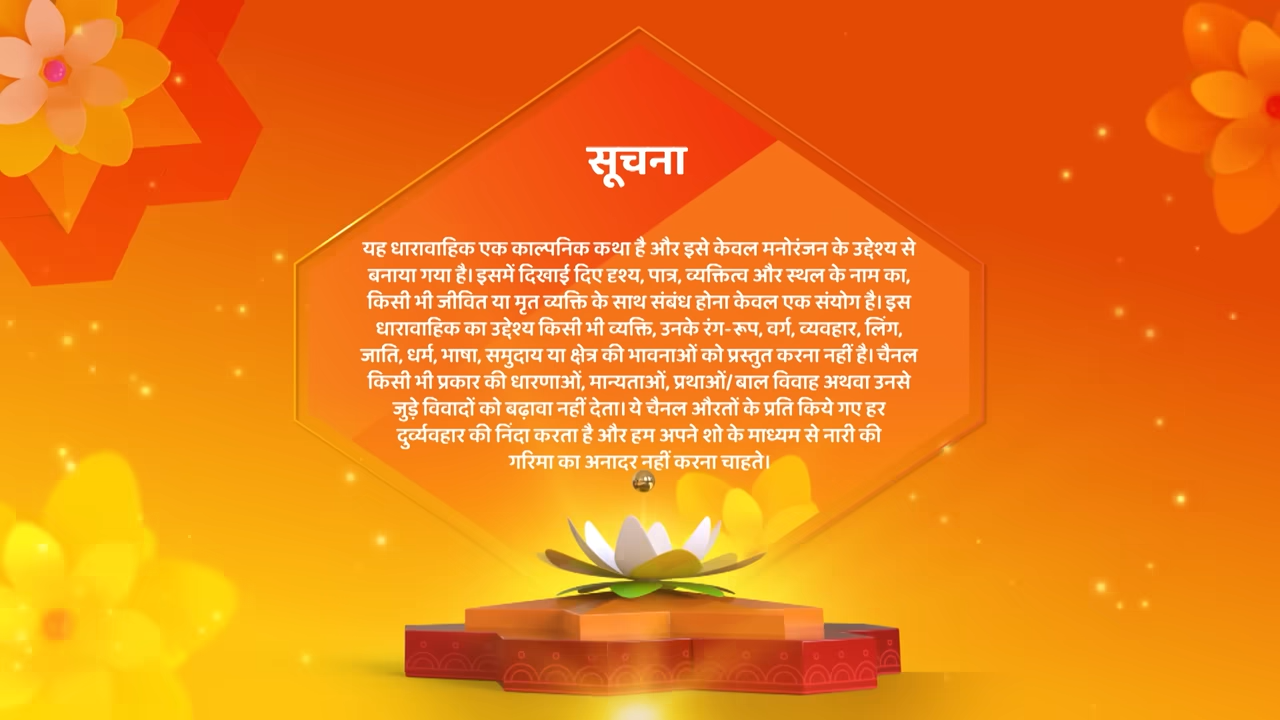 सूचना
यह धारावाहिक एक काल्पनिक कथा है और इसे केवल मनोरंजन के उद्देश्य से
बनाया गया है। इसमें दिखाई दिए दृश्य, पात्र, व्यक्तित्व और स्थल के नाम का,
किसी भी जीवित या मृत व्यक्ति के साथ संबंध होना केवल एक संयोग है। इस
धारावाहिक का उद्देश्य किसी भी व्यक्ति, उनके रंग-रूप, वर्ग, व्यवहार, लिंग,
जाति, धर्म, भाषा, समुदाय या क्षेत्र की भावनाओं को प्रस्तुत करना नहीं है। चैनल
किसी भी प्रकार की धारणाओं, मान्यताओं, प्रथाओं/बाल विवाह अथवा उनसे
जुड़े विवादों को बढ़ावा नहीं देता। ये चैनल औरतों के प्रति किये गए हर
दुर्व्यवहार की निंदा करता है और हम अपने शो के माध्यम से नारी की
गरिमा का अनादर नहीं करना चाहते।